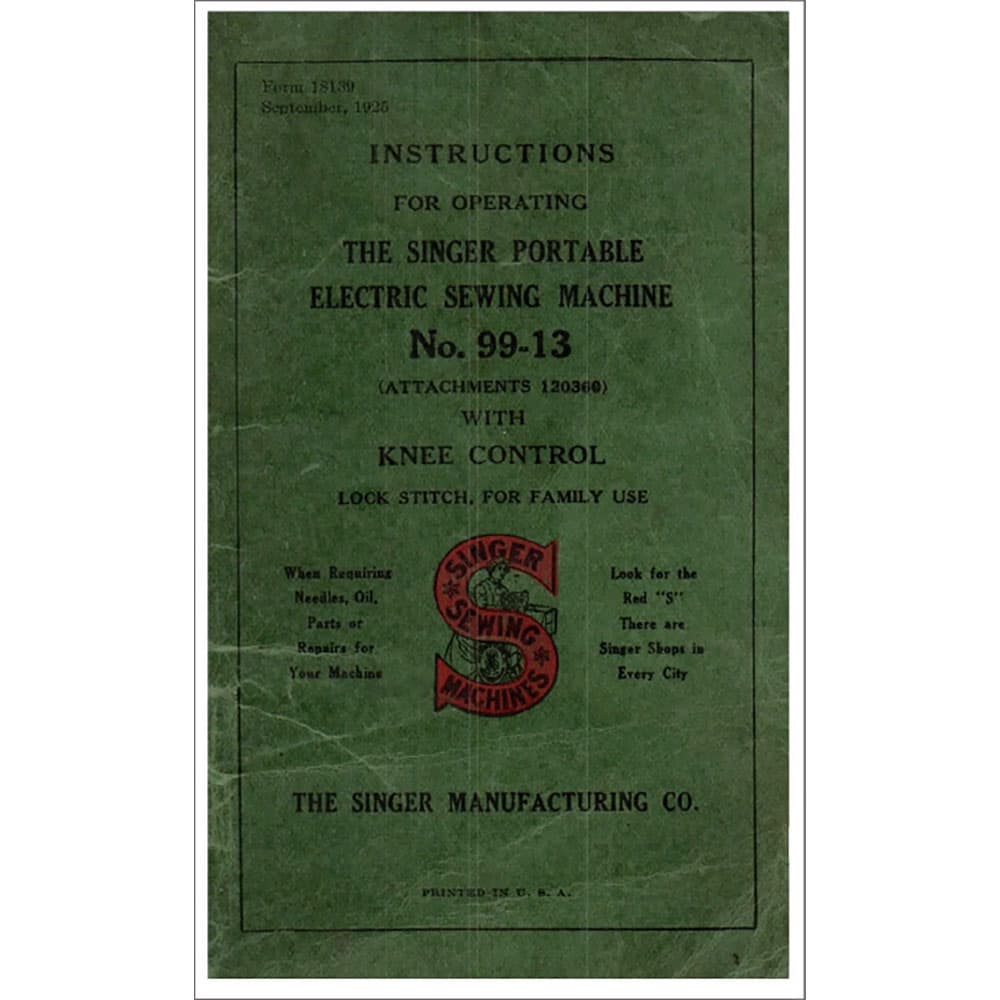 Form 18139
September, 1925
INSTRUCTIONS
FOR OPERATING
THE SINGER PORTABLE
ELECTRIC SEWING MACHINE
No. 99-13
(ATTACHMENTS 120360)
WITH
KNEE CONTROL
LOCK STITCH, FOR FAMILY USE
When Requiring
Needles, Oil,
Parts or
Repairs for
Your Machine
SINGER
SEWING
MACHINES
Look for the
Red "S"
There are
Singer Shops in
Every City
THE SINGER MANUFACTURING CO.
PRINTED IN U. S. A.